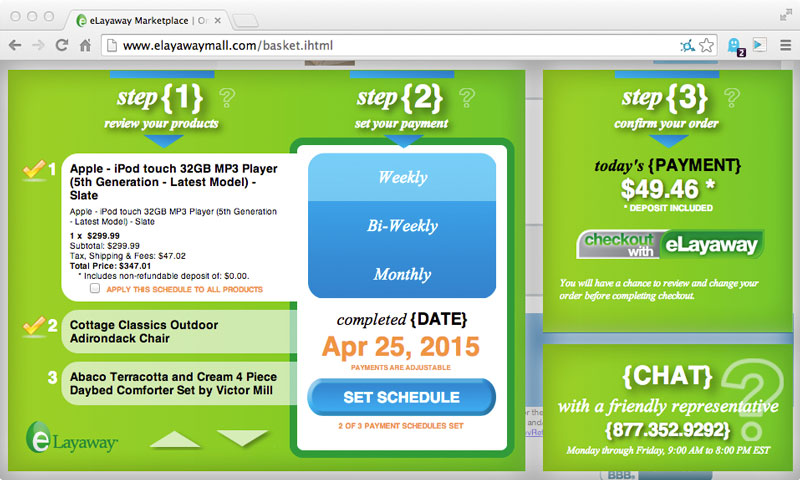 eLayaway Marketplace | O
www.elayawaymall.com/basket.ihtml
2
step {1} ?
review your products
step {2} ?
set your payment
step {3} ?
confirm your order
1
Apple - iPod touch 32GB MP3 Player
(5th Generation - Latest Model) -
Slate
Apple - iPod touch 32GB MP3 Player (5th Generation
- Latest Model) - Slate
1 x $299.99
Subtotal: $299.99
Tax, Shipping & Fees: $47.02
Total Price: $347.01
* Includes non-refundable deposit of: $0.00.
APPLY THIS SCHEDULE TO ALL PRODUCTS
2
Cottage Classics Outdoor
Adirondack Chair
3
Abaco Terracotta and Cream 4 Piece
Daybed Comforter Set by Victor Mill
eLayaway
Weekly
Bi-Weekly
Monthly
completed {DATE}
Apr 25, 2015
PAYMENTS ARE ADJUSTABLE
SET SCHEDULE
2 OF 3 PAYMENT SCHEDULES SET
today's {PAYMENT}
$49.46 *
* DEPOSIT INCLUDED
checkout
with eLayaway
You will have a chance to review and change your
order before completing checkout.
{CHAT} ?
with a friendly representative
{877.352.9292}
Monday through Friday, 9:00 AM to 8:00 PM EST
for the
BBB.